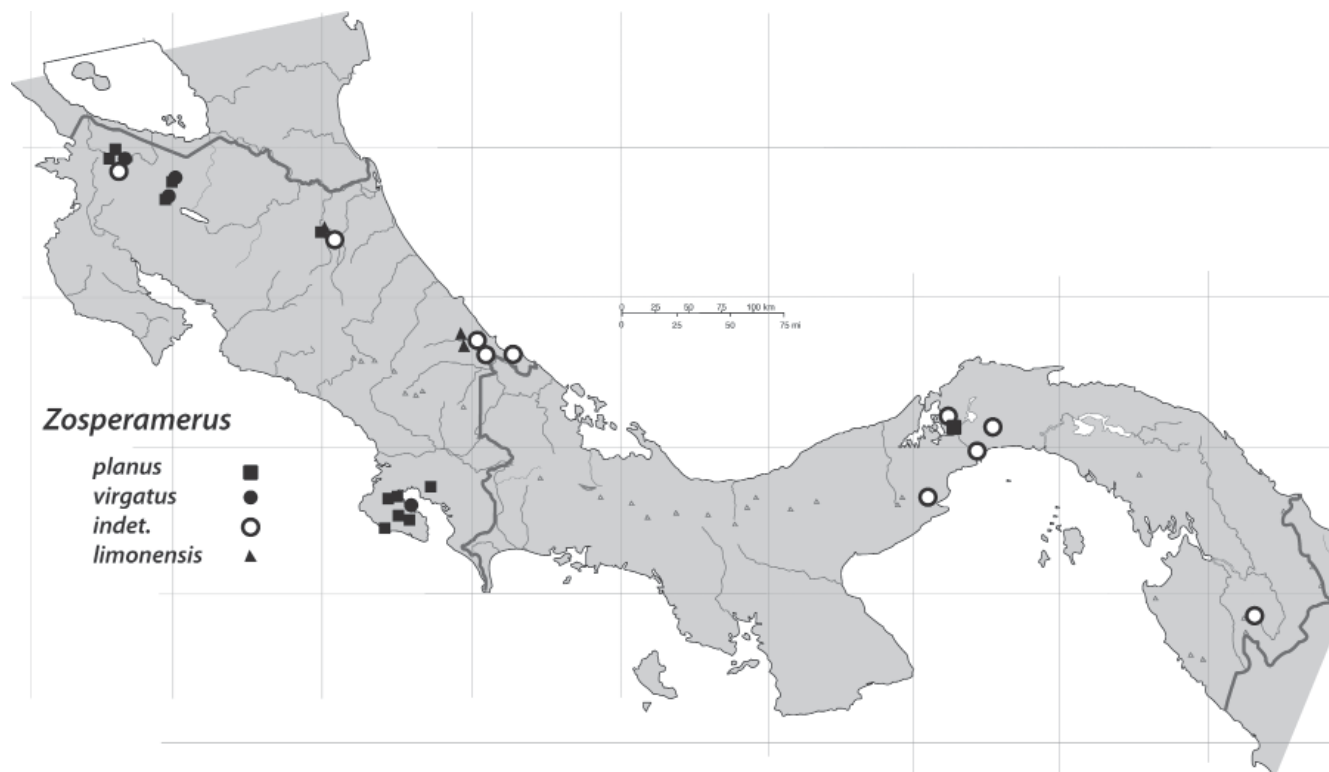 0 25 50 75 100 km
0 25 50 75 mi
Zosperamerus
planus
virgatus
indet.
limonensis